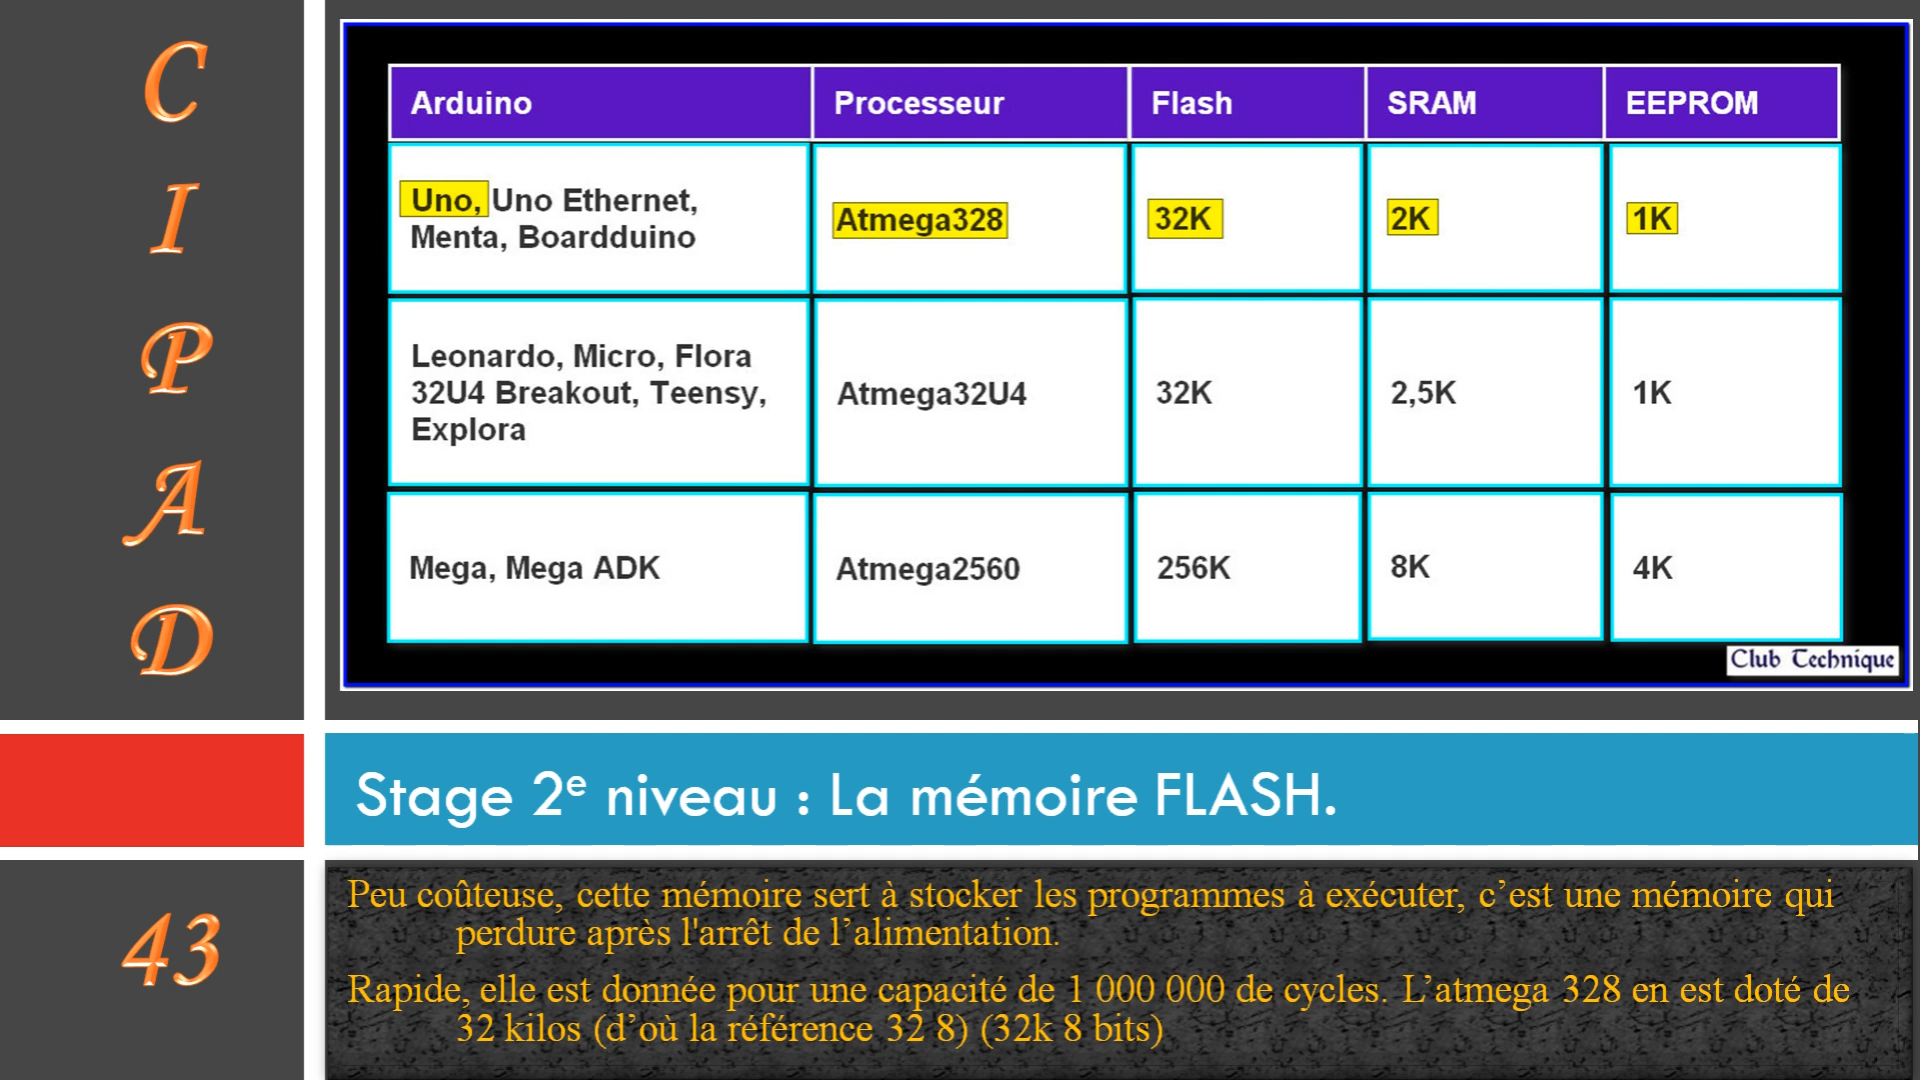 C
I
P
A
D
Arduino Processeur Flash SRAM EEPROM
Uno, Uno Ethernet,
Menta, Boardduino
Atmega328 32K 2K 1K
Leonardo, Micro, Flora
32U4 Breakout, Teensy,
Explora
Atmega32U4 32K 2,5K 1K
Mega, Mega ADK Atmega2560 256K 8K 4K
Club Technique
Stage 2e niveau : La mémoire FLASH.
43
Peu coûteuse, cette mémoire sert à stocker les programmes à exécuter, c’est une mémoire qui
perdure après l'arrêt de l’alimentation.
Rapide, elle est donnée pour une capacité de 1 000 000 de cycles. L’atmega 328 en est doté de
32 kilos (d’où la référence 32 8) (32k 8 bits)